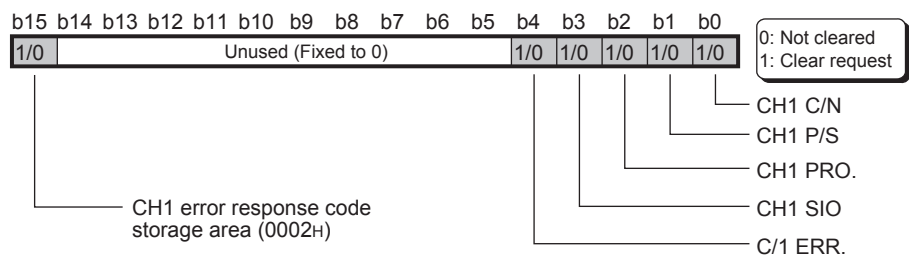 b15 b14 b13 b12 b11 b10 b9 b8 b7 b6 b5 b4 b3 b2 b1 b0
1/0 Unused (Fixed to 0) 1/0 1/0 1/0 1/0 1/0
0: Not cleared
1: Clear request
CH1 C/N
CH1 P/S
CH1 PRO.
CH1 SIO
C/1 ERR.
CH1 error response code
storage area (0002H)